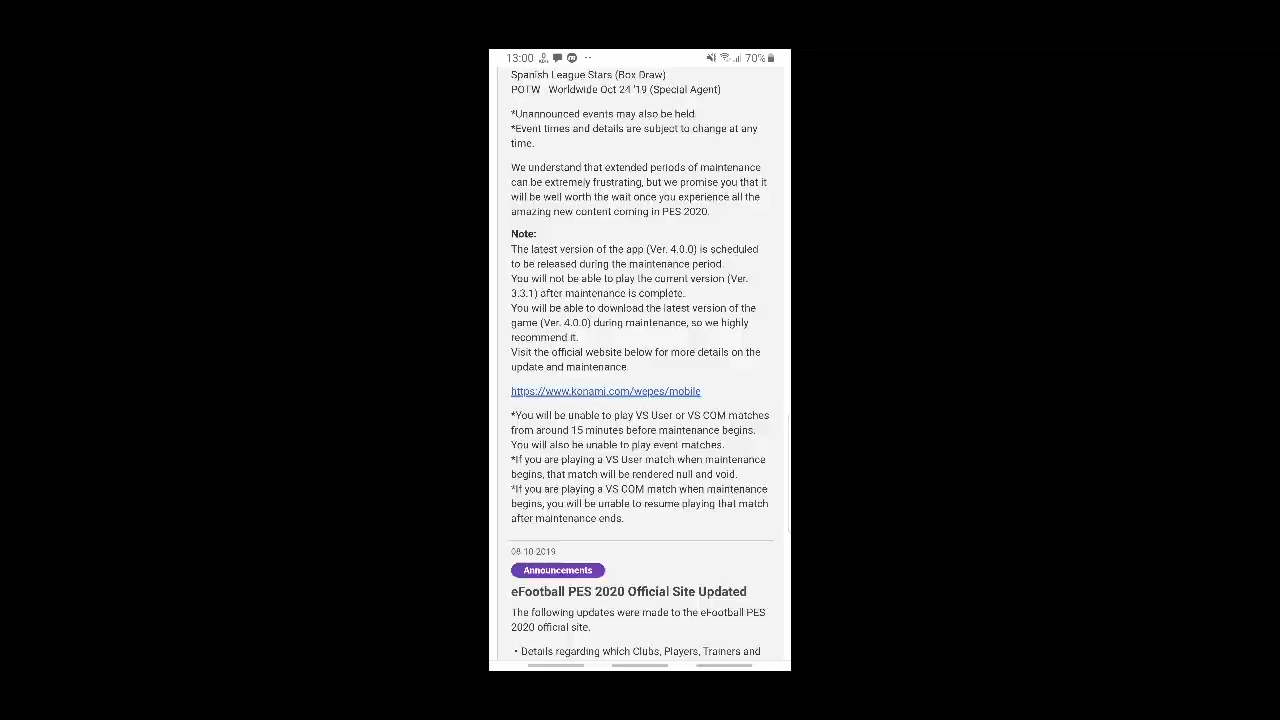 13:00 70%
Spanish League Stars (Box Draw)
POTW Worldwide Oct 24 '19 (Special Agent)
*Unannounced events may also be held.
*Event times and details are subject to change at any
time.
We understand that extended periods of maintenance
can be extremely frustrating, but we promise you that it
will be well worth the wait once you experience all the
amazing new content coming in PES 2020.
Note:
The latest version of the app (Ver. 4.0.0) is scheduled
to be released during the maintenance period.
You will not be able to play the current version (Ver.
3.3.1) after maintenance is complete.
You will be able to download the latest version of the
game (Ver. 4.0.0) during maintenance, so we highly
recommend it.
Visit the official website below for more details on the
update and maintenance.
https://www.konami.com/wepes/mobile
*You will be unable to play VS User or VS COM matches
from around 15 minutes before maintenance begins.
You will also be unable to play event matches.
*If you are playing a VS User match when maintenance
begins, that match will be rendered null and void.
*If you are playing a VS COM match when maintenance
begins, you will be unable to resume playing that match
after maintenance ends.
08-10-2019
Announcements
eFootball PES 2020 Official Site Updated
The following updates were made to the eFootball PES
2020 official site.
・Details regarding which Clubs, Players, Trainers and